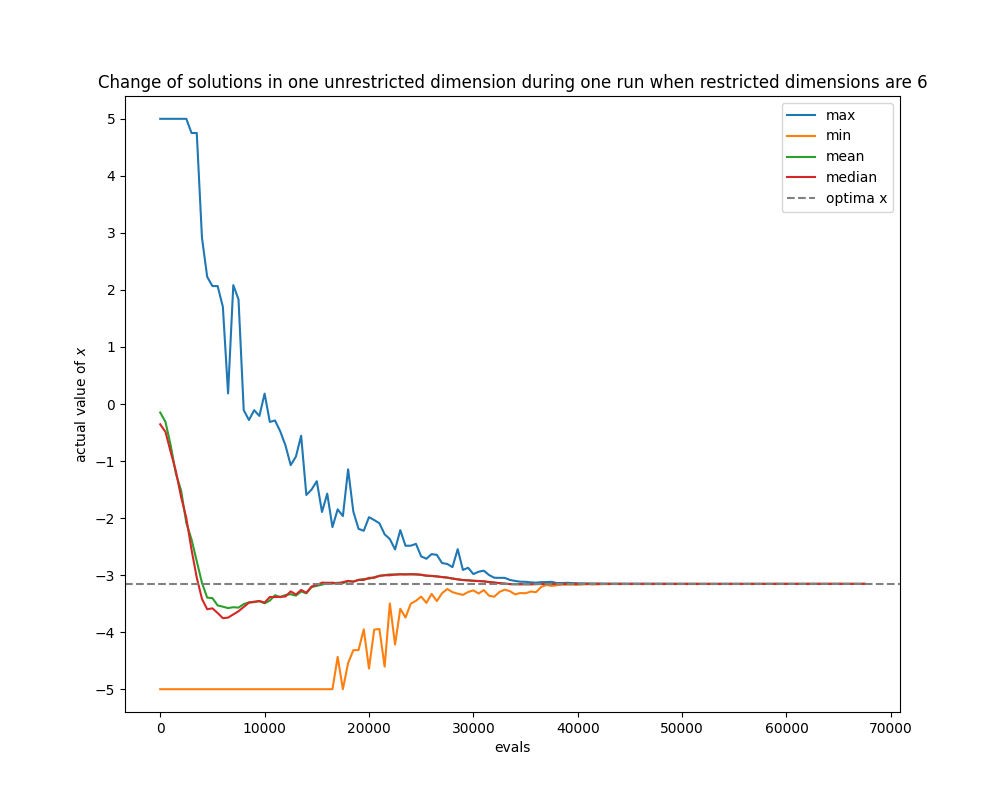 Change of solutions in one unrestricted dimension during one run when restricted dimensions are 6
max
min
mean
median
optima x
5
4
3
2
1
0
−1
−2
−3
−4
−5
actual value of x
0
10000
20000
30000
40000
50000
60000
70000
evals